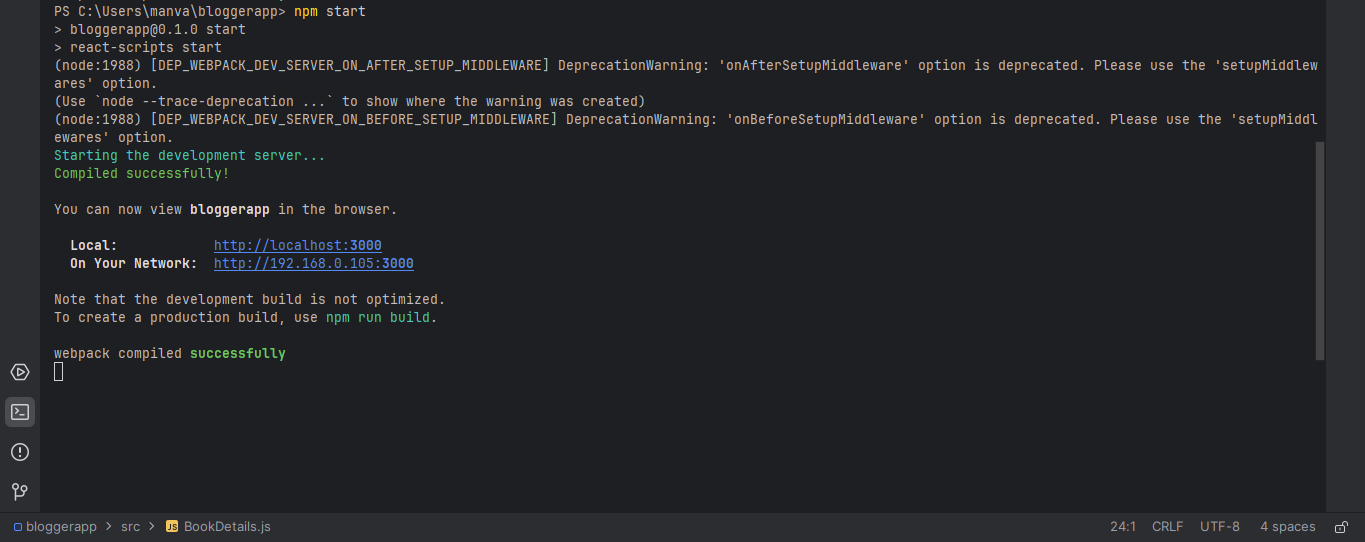 PS C:\Users\manva\bloggerapp> npm start
> bloggerapp@0.1.0 start
> react-scripts start
(node:1988) [DEP_WEBPACK_DEV_SERVER_ON_AFTER_SETUP_MIDDLEWARE] DeprecationWarning: 'onAfterSetupMiddleware' option is deprecated. Please use the 'setupMiddlew
ares' option.
(Use `node --trace-deprecation ...` to show where the warning was created)
(node:1988) [DEP_WEBPACK_DEV_SERVER_ON_BEFORE_SETUP_MIDDLEWARE] DeprecationWarning: 'onBeforeSetupMiddleware' option is deprecated. Please use the 'setupMiddl
ewares' option.
Starting the development server...
Compiled successfully!
You can now view bloggerapp in the browser.
Local: http://localhost:3000
On Your Network: http://192.168.0.105:3000
Note that the development build is not optimized.
To create a production build, use npm run build.
webpack compiled successfully
bloggerapp > src > JS BookDetails.js 24:1 CRLF UTF-8 4 spaces